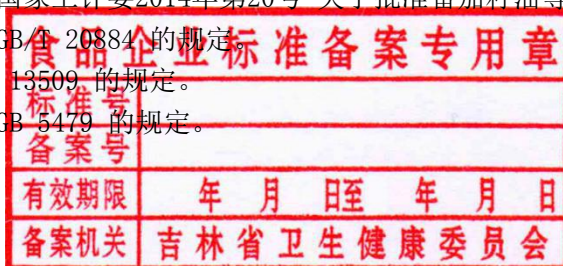 国家卫计委2014年第20号 关于批准番茄籽油等
GB/T 20884 的规定。
食品企业标准备案专用章
13509 的规定。
标准号
GB 5479 的规定。
备案号
有效期限 年 月 日至 年 月 日
备案机关 吉林省卫生健康委员会